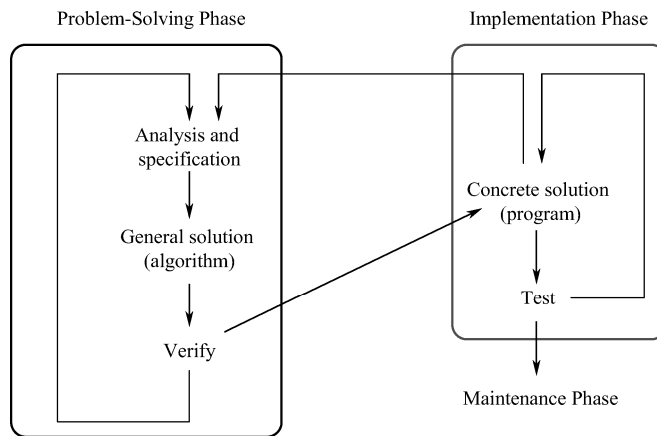 Problem-Solving Phase
Implementation Phase
Analysis and
specification
General solution
(algorithm)
Verify
Concrete solution
(program)
Test
Maintenance Phase